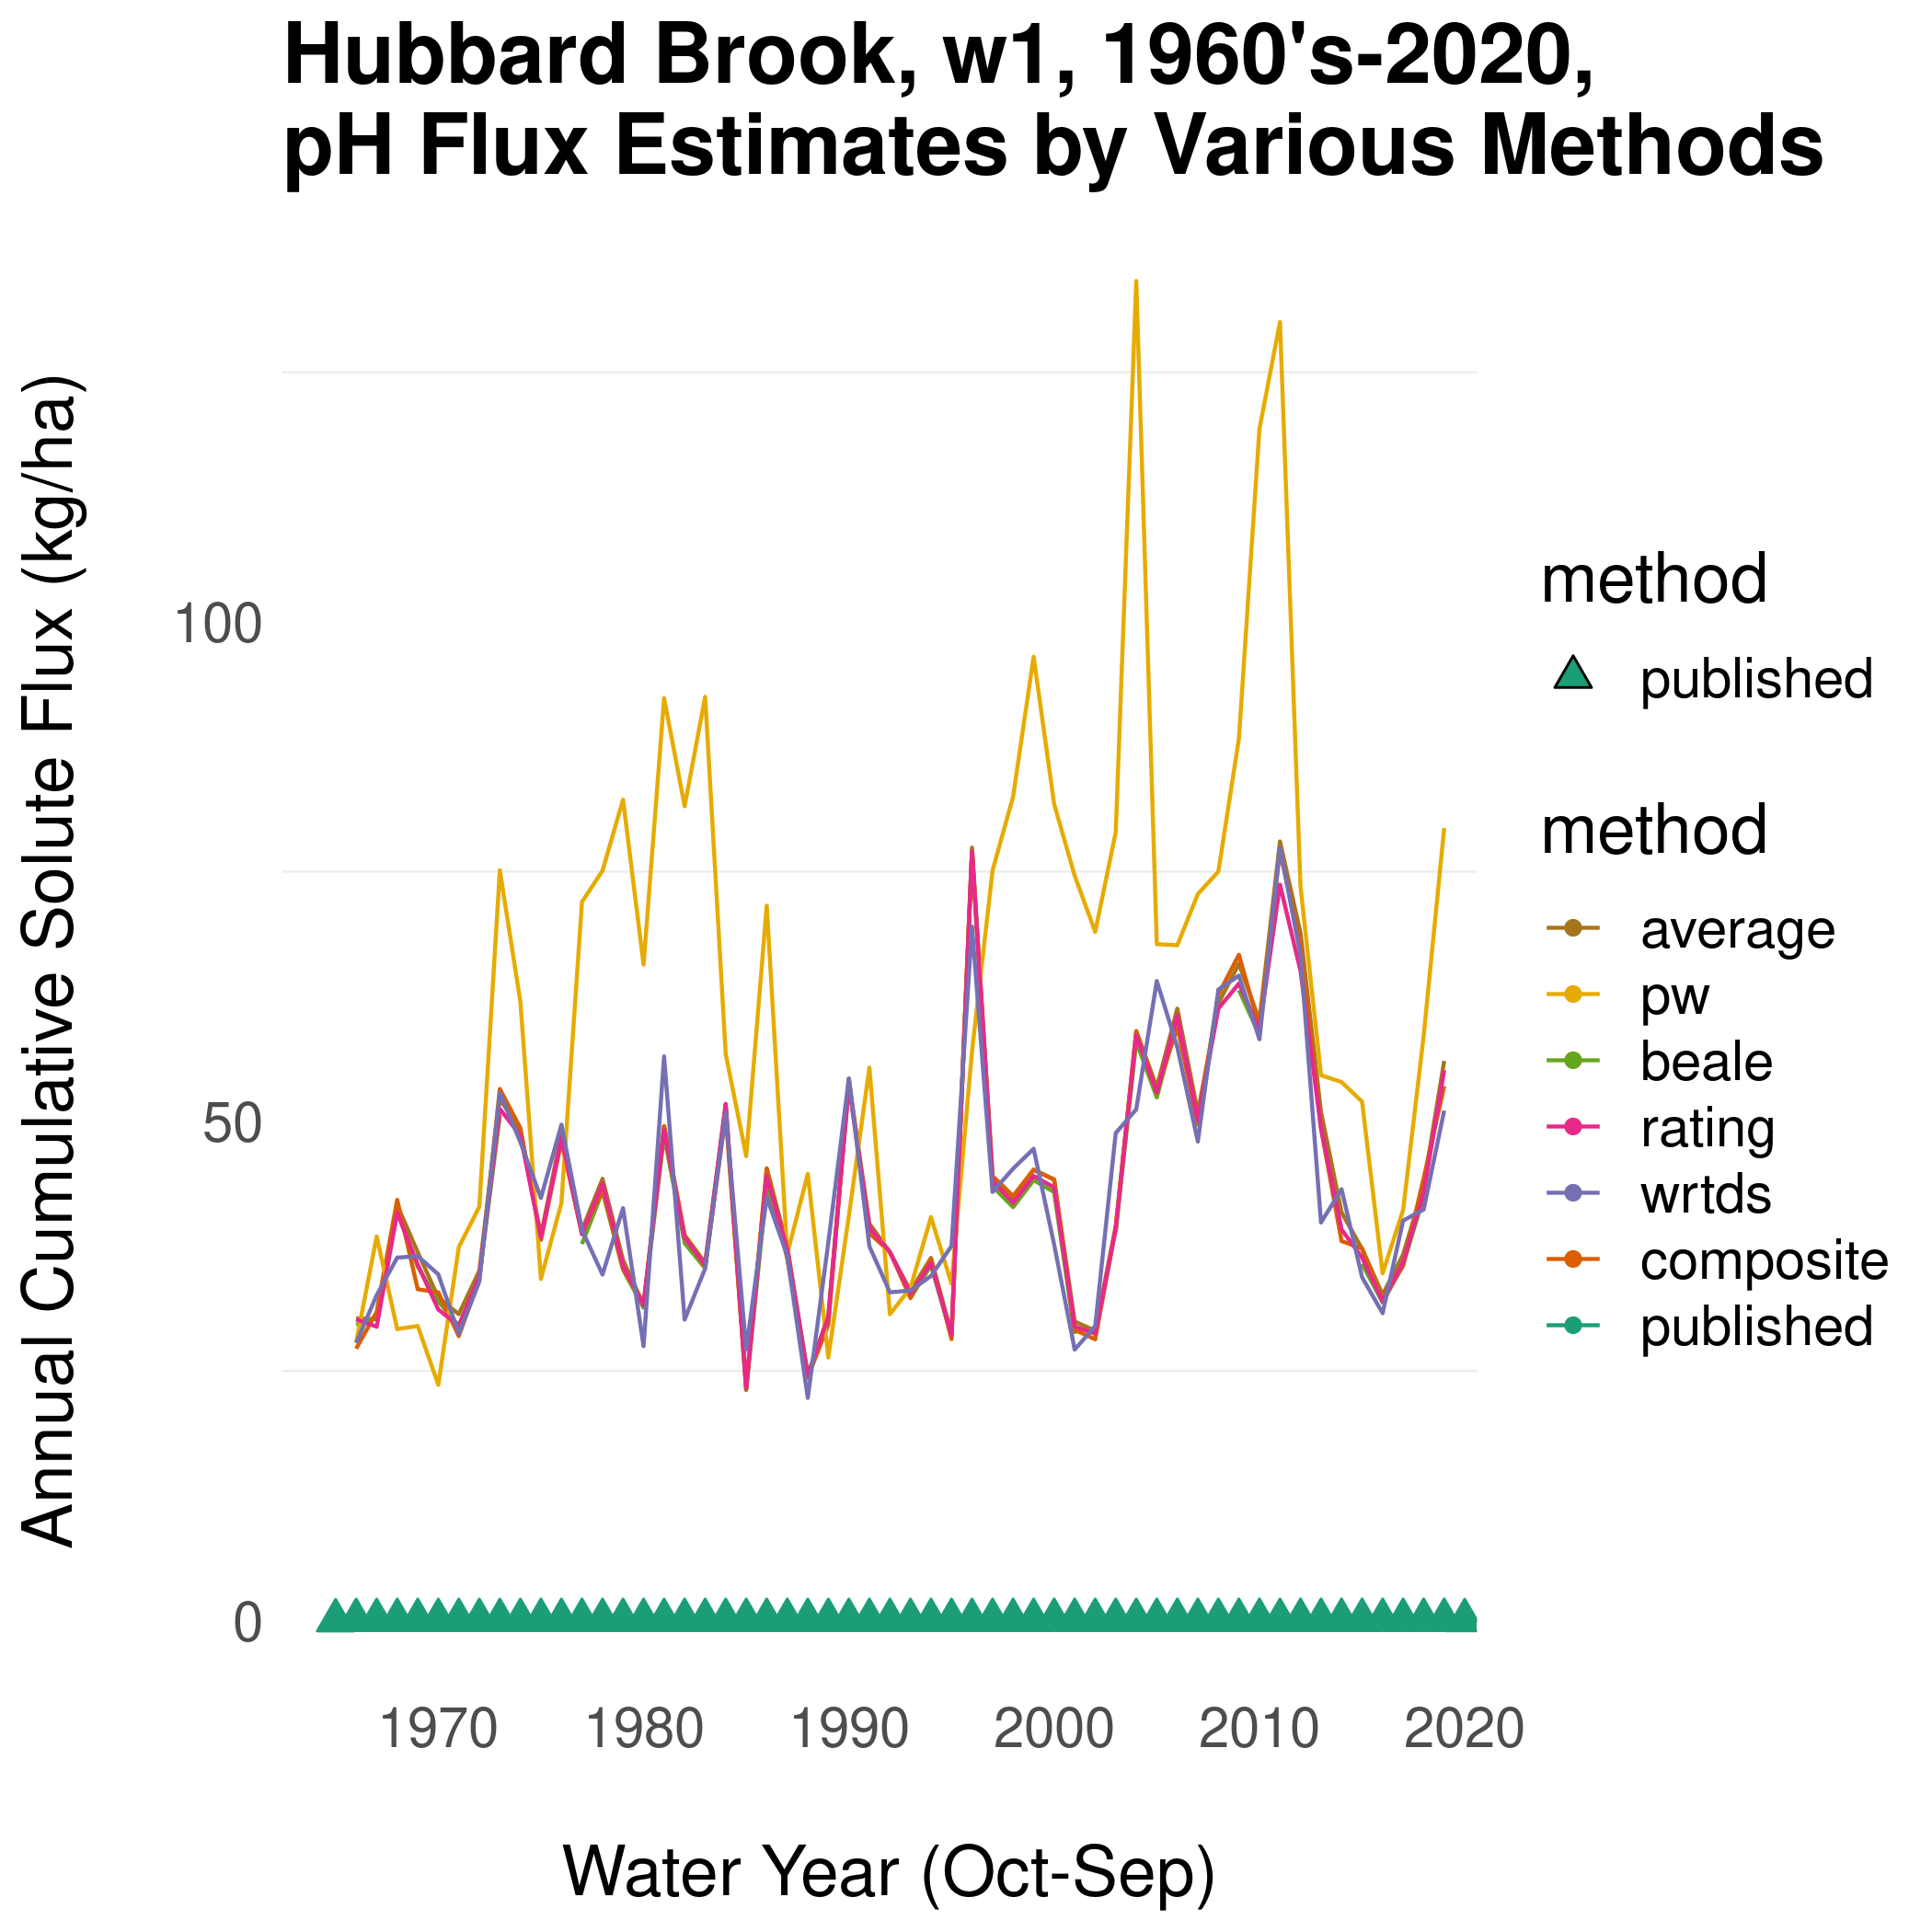 Hubbard Brook, w1, 1960's-2020,
pH Flux Estimates by Various Methods
Annual Cumulative Solute Flux (kg/ha)
100
50
0
1970 1980 1990 2000 2010 2020
Water Year (Oct-Sep)
method
published
method
average
pw
beale
rating
wrtds
composite
published